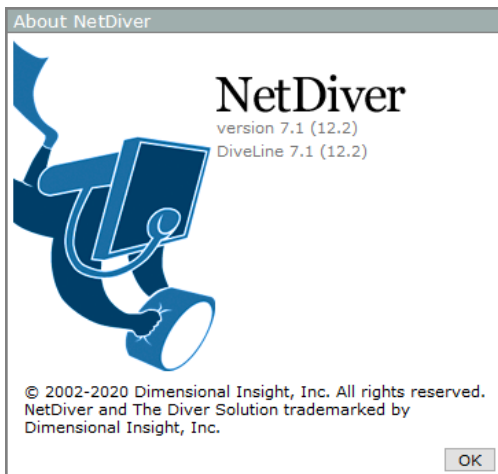 About NetDiver
NetDiver
version 7.1 (12.2)
DiveLine 7.1 (12.2)
© 2002-2020 Dimensional Insight, Inc. All rights reserved.
NetDiver and The Diver Solution trademarked by
Dimensional Insight, Inc.
OK